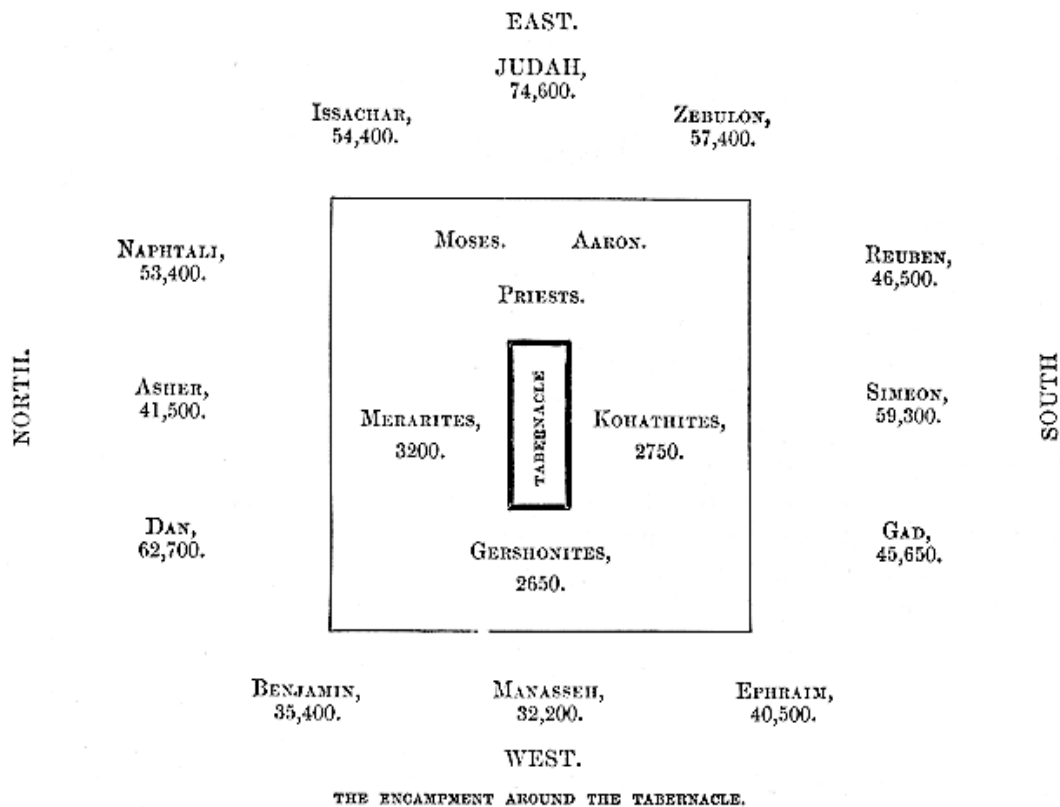 EAST.
JUDAH,
74,600.
ISSACHAR,
54,400.
ZEBULON,
57,400.
MOSES. AARON.
NAPHTALI,
53,400.
REUBEN,
46,500.
PRIESTS.
NORTH.
ASHER,
41,500.
MERARITES,
3200.
TABERNACLE
KOHATHITES,
2750.
SIMEON,
59,300.
SOUTH
DAN,
62,700.
GERSHONITES,
2650.
GAD,
45,650.
BENJAMIN,
35,400.
MANASSEH,
32,200.
EPHRAIM,
40,500.
WEST.
THE ENCAMPMENT AROUND THE TABERNACLE.